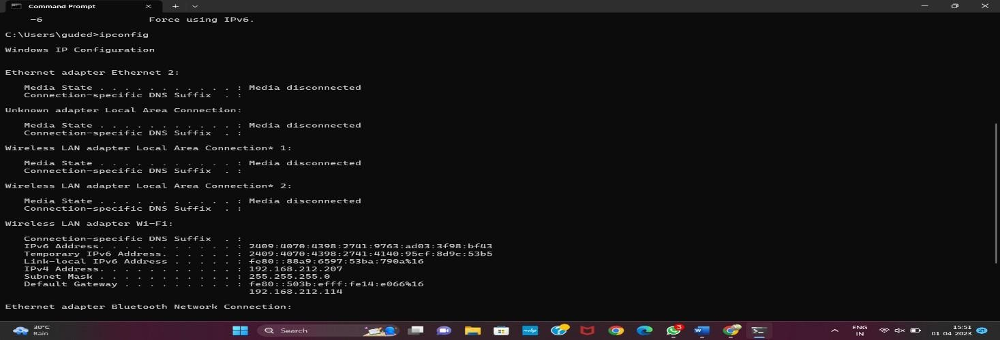 Command Prompt
-6                     Force using IPv6.
C:\Users\guded>ipconfig
Windows IP Configuration
Ethernet adapter Ethernet 2:
   Media State . . . . . . . . . . . : Media disconnected
   Connection-specific DNS Suffix  . :
Unknown adapter Local Area Connection:
   Media State . . . . . . . . . . . : Media disconnected
   Connection-specific DNS Suffix  . :
Wireless LAN adapter Local Area Connection* 1:
   Media State . . . . . . . . . . . : Media disconnected
   Connection-specific DNS Suffix  . :
Wireless LAN adapter Local Area Connection* 2:
   Media State . . . . . . . . . . . : Media disconnected
   Connection-specific DNS Suffix  . :
Wireless LAN adapter Wi-Fi:
   Connection-specific DNS Suffix  . :
   IPv6 Address. . . . . . . . . . . : 2409:4070:4398:2741:9763:ad03:3f98:bf43
   Temporary IPv6 Address. . . . . . : 2409:4070:4398:2741:4140:95cf:8d9c:53b5
   Link-local IPv6 Address . . . . . : fe80::88a9:6597:53ba:790a%16
   IPv4 Address. . . . . . . . . . . : 192.168.212.207
   Subnet Mask . . . . . . . . . . . : 255.255.255.0
   Default Gateway . . . . . . . . . : fe80::503b:efff:fe14:e066%16
                                       192.168.212.114
Ethernet adapter Bluetooth Network Connection:
30°C
Rain
Search
3
ENG
IN
15:51
01-04-2023
21